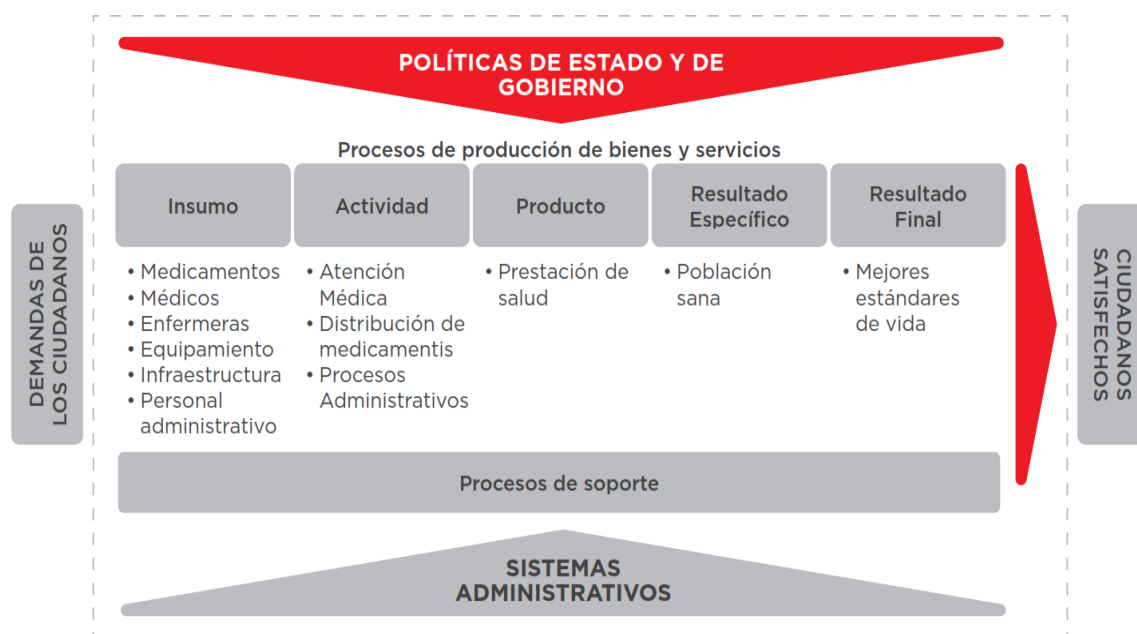 POLÍTICAS DE ESTADO Y DE
GOBIERNO
Procesos de producción de bienes y servicios
DEMANDAS DE
LOS CIUDADANOS
Insumo
• Medicamentos
• Médicos
• Enfermeras
• Equipamiento
• Infraestructura
• Personal
administrativo
Actividad
• Atención
Médica
• Distribución de
medicamentis
• Procesos
Administrativos
Producto
• Prestación de
salud
Resultado
Específico
• Población
sana
Resultado
Final
• Mejores
estándares
de vida
CIUDADANOS
SATISFECHOS
Procesos de soporte
SISTEMAS
ADMINISTRATIVOS